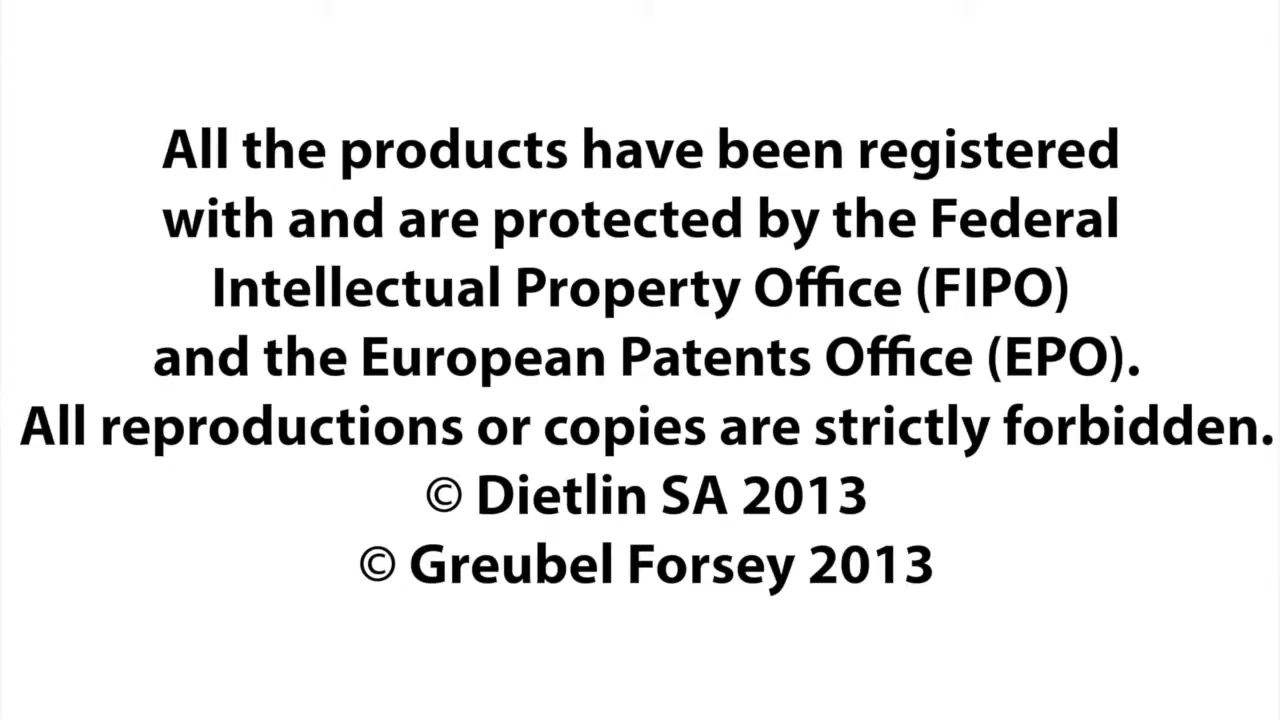 All the products have been registered
with and are protected by the Federal
Intellectual Property Office (FIPO)
and the European Patents Office (EPO).
All reproductions or copies are strictly forbidden.
© Dietlin SA 2013
© Greubel Forsey 2013